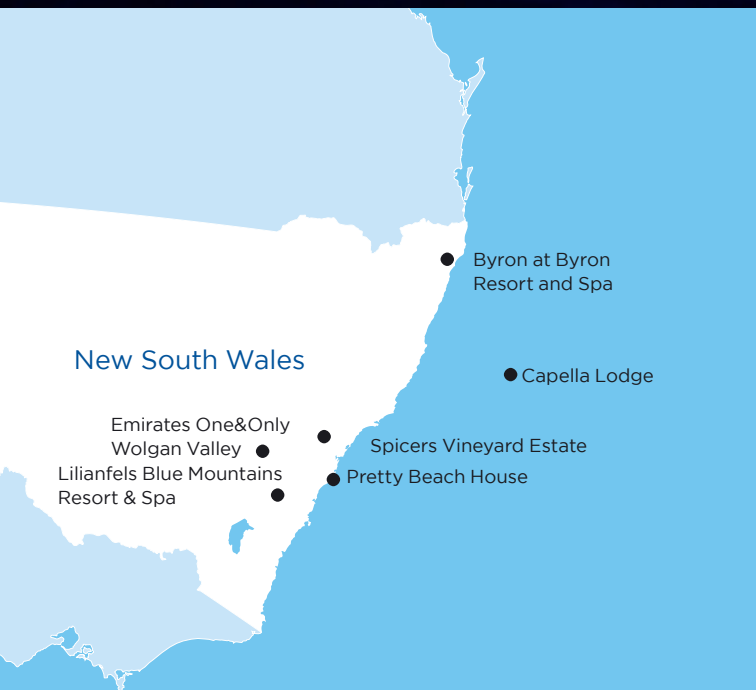 Byron at Byron
Resort and Spa
New South Wales
Capella Lodge
Emirates One&Only
Wolgan Valley
Spicers Vineyard Estate
Lilianfels Blue Mountains
Resort & Spa
Pretty Beach House